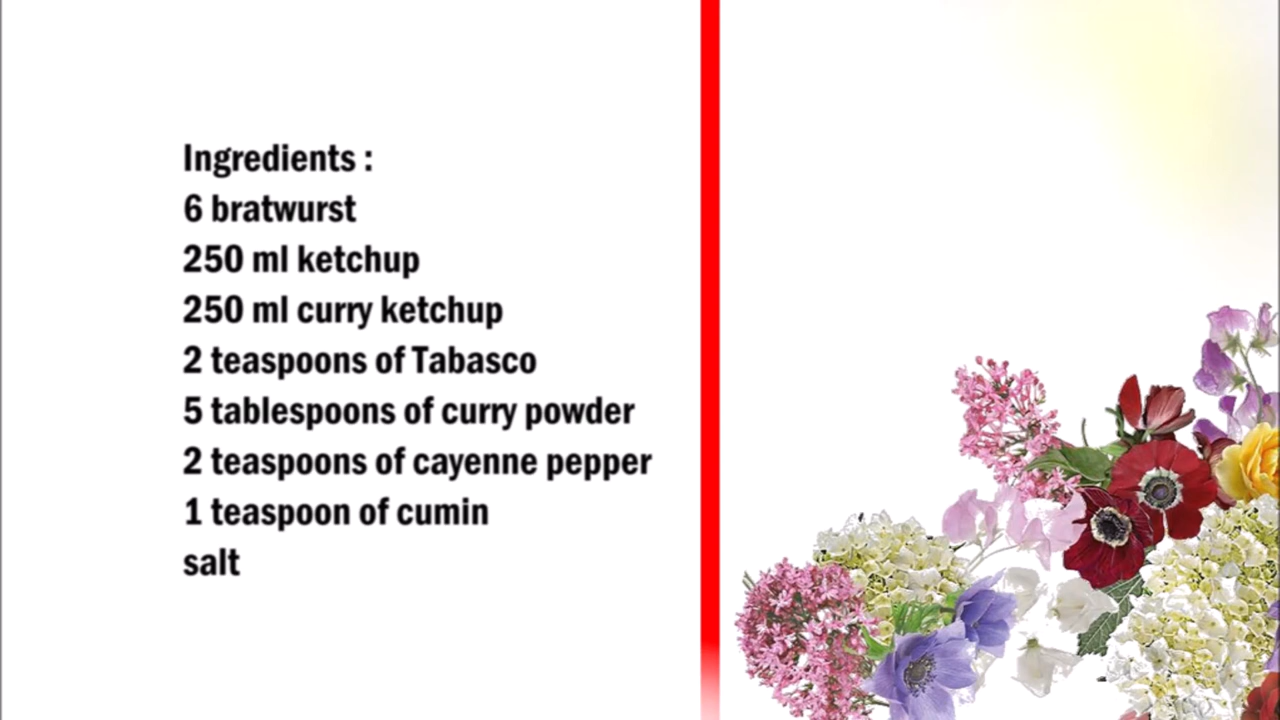 Ingredients :
6 bratwurst
250 ml ketchup
250 ml curry ketchup
2 teaspoons of Tabasco
5 tablespoons of curry powder
2 teaspoons of cayenne pepper
1 teaspoon of cumin
salt